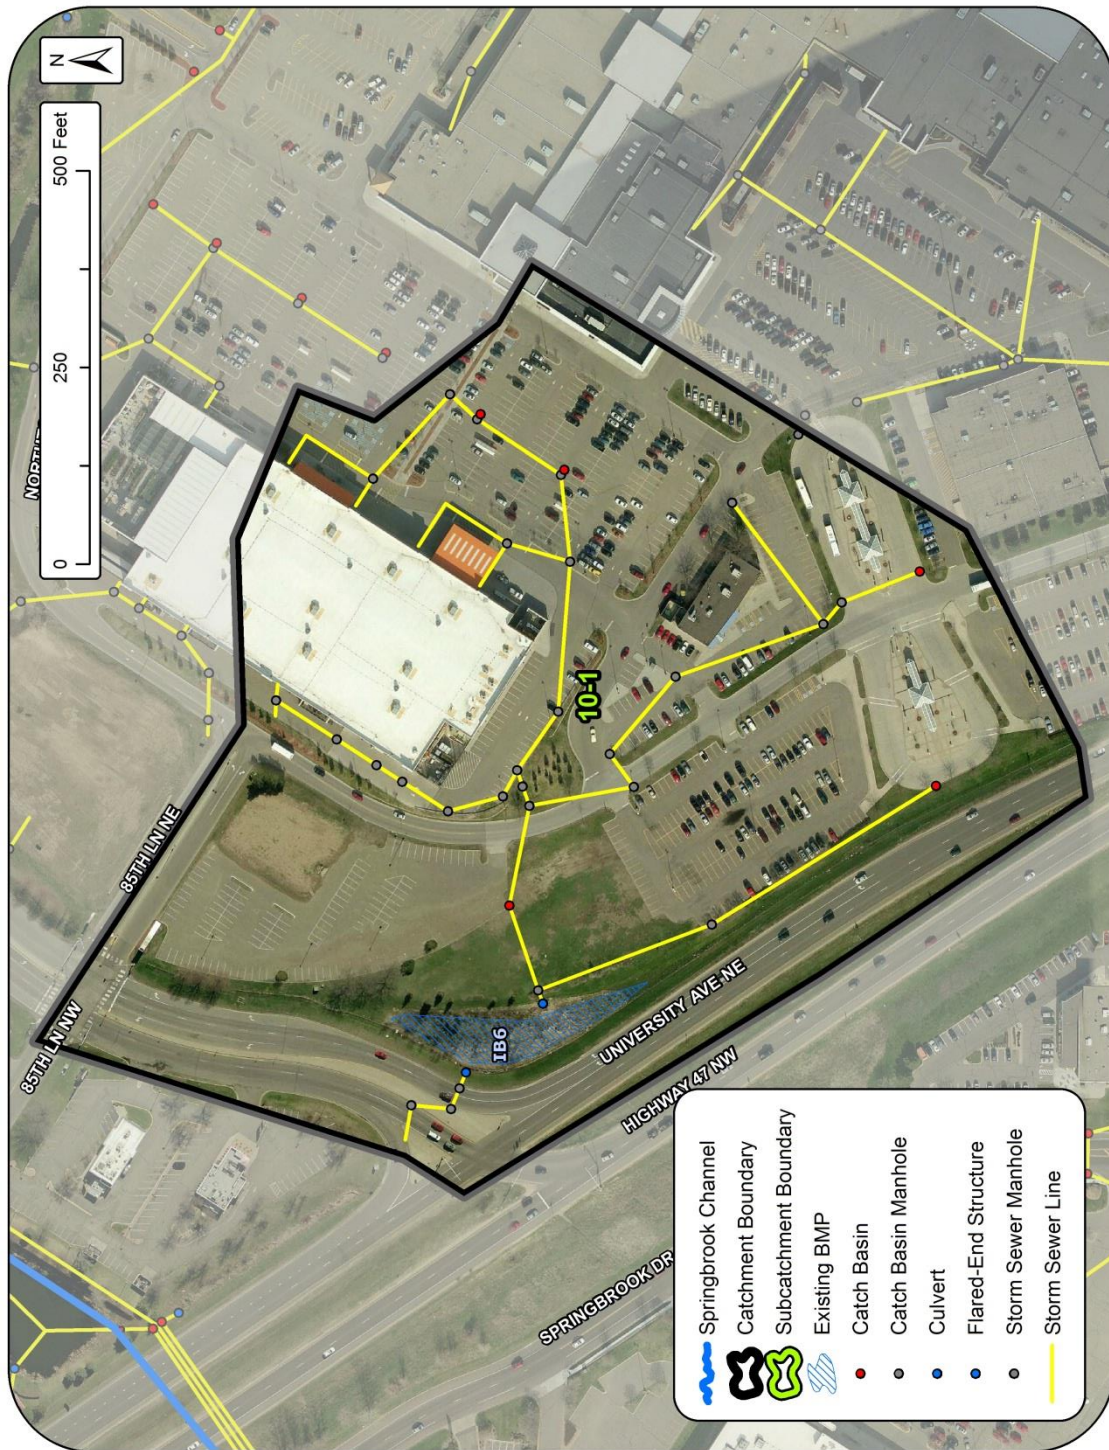 N
0 250 500 Feet
85TH LN NW
85TH LN NE
10-1
IB6
UNIVERSITY AVE NE
HIGHWAY 47 NW
SPRINGBROOK DR
Springbrook Channel
Catchment Boundary
Subcatchment Boundary
Existing BMP
Catch Basin
Catch Basin Manhole
Culvert
Flared-End Structure
Storm Sewer Manhole
Storm Sewer Line